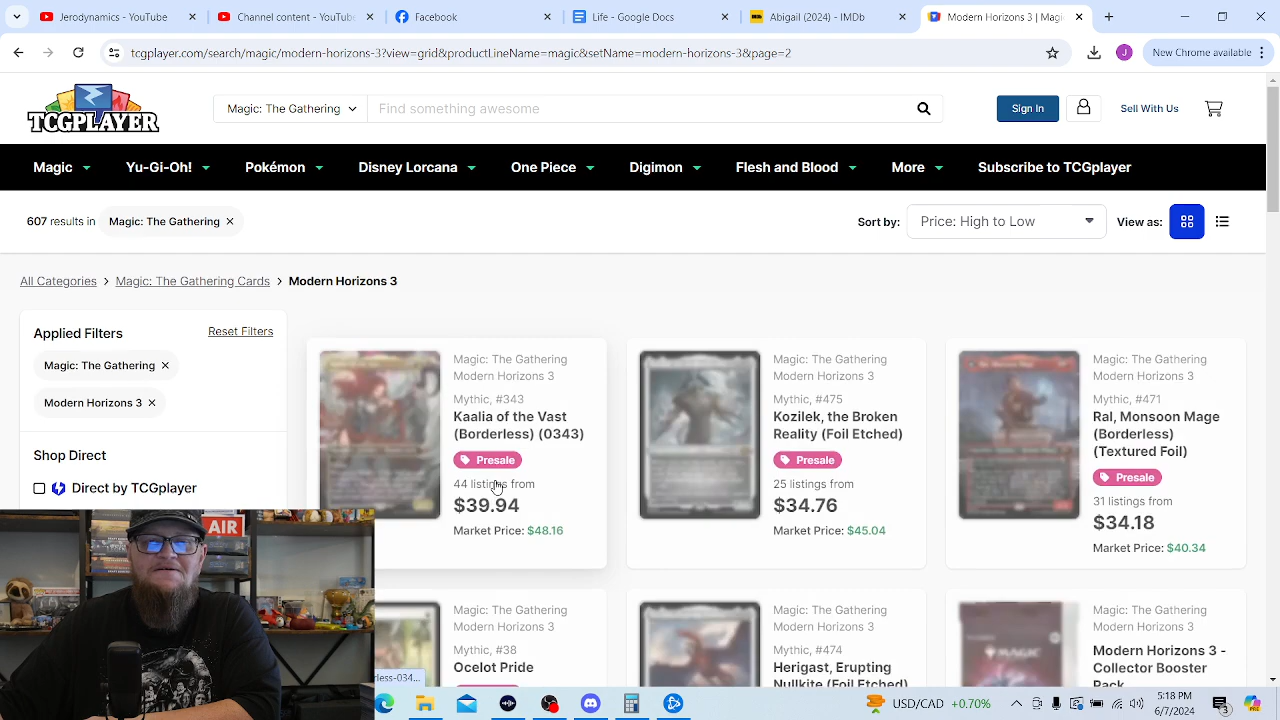 YouTube
Content - YouTube
Facebook
Life - Google Docs
Abigail (2024) - IMDb
Modern Horizons 3 | Magi
tcgplayer.com/search/magic/modern-horizons-3?view=grid&productLineName=magic&setName=modern-horizons-3&page=2
J
New Chrome available
TCGPLAYER
Magic: The Gathering
Find something awesome
Sign In
Sell With Us
Magic
Yu-Gi-Oh!
Pokémon
Disney Lorcana
One Piece
Digimon
Flesh and Blood
More
Subscribe to TCGplayer
607 results in
Magic: The Gathering
Sort by:
Price: High to Low
View as:
All Categories > Magic: The Gathering Cards > Modern Horizons 3
Applied Filters
Reset Filters
Magic: The Gathering
Modern Horizons 3
Shop Direct
Direct by TCGplayer
Magic: The Gathering
Modern Horizons 3
Mythic, #343
Kaalia of the Vast
(Borderless) (0343)
Presale
44 listings from
$39.94
Market Price: $48.16
Magic: The Gathering
Modern Horizons 3
Mythic, #475
Kozilek, the Broken
Reality (Foil Etched)
Presale
25 listings from
$34.76
Market Price: $45.04
Magic: The Gathering
Modern Horizons 3
Mythic, #471
Ral, Monsoon Mage
(Borderless)
(Textured Foil)
Presale
31 listings from
$34.18
Market Price: $40.34
Magic: The Gathering
Modern Horizons 3
Mythic, #38
Ocelot Pride
Magic: The Gathering
Modern Horizons 3
Mythic, #474
Herigast, Erupting
Nullkite (Foil Etched)
Magic: The Gathering
Modern Horizons 3
Modern Horizons 3 -
Collector Booster
Pack
MAGIC
AIR
rless-034...
USD/CAD +0.70%
5:18 PM
6/7/2024
3